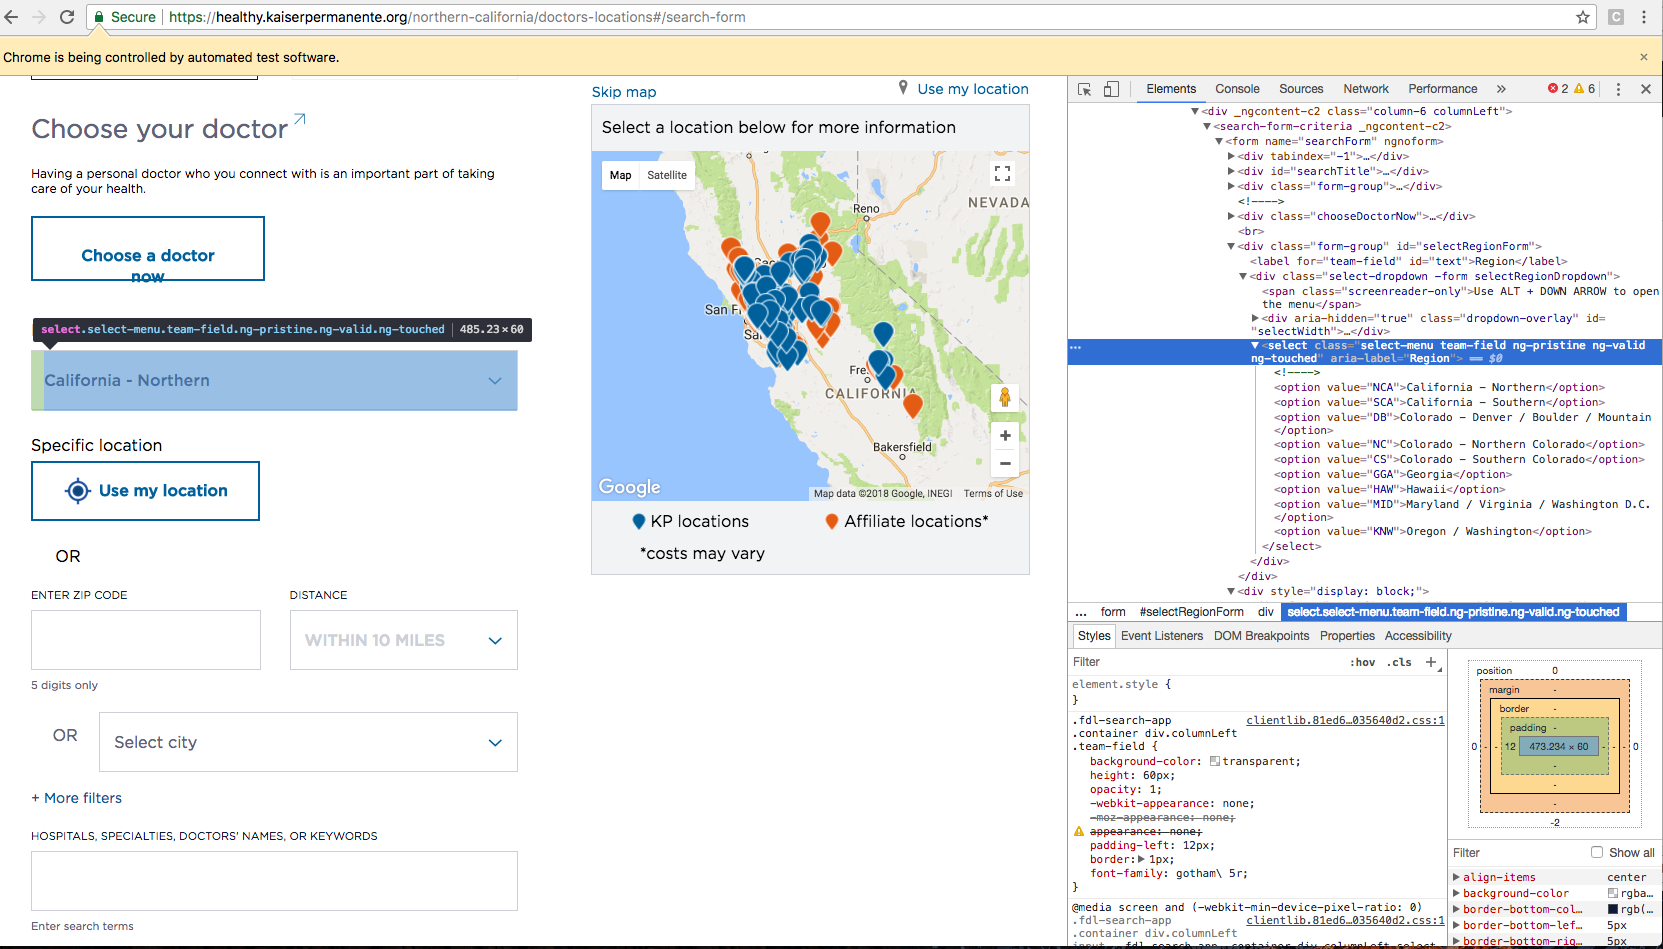 Secure https://healthy.kaiserpermanente.org/northern-california/doctors-locations#/search-form
Chrome is being controlled by automated test software.
Choose your doctor
Having a personal doctor who you connect with is an important part of taking
care of your health.
Choose a doctor
now
select.select-menu.team-field.ng-pristine.ng-valid.ng-touched 485.23×60
California - Northern
Specific location
Use my location
OR
ENTER ZIP CODE
DISTANCE
WITHIN 10 MILES
5 digits only
OR
Select city
+ More filters
HOSPITALS, SPECIALTIES, DOCTORS' NAMES, OR KEYWORDS
Enter search terms
Skip map
Use my location
Select a location below for more information
Map Satellite
NEVADA
Reno
San F
Sa
Fre
CALIFORNIA
Bakersfield
+
−
Google
Map data ©2018 Google, INEGI Terms of Use
KP locations
Affiliate locations*
*costs may vary
Elements Console Sources Network Performance » 2 6
<div _ngcontent-c2 class="column-6 columnLeft">
<search-form-criteria _ngcontent-c2>
<form name="searchForm" ngnoform>
<div tabindex="-1">…</div>
<div id="searchTitle">…</div>
<div class="form-group">…</div>
<!---->
<div class="chooseDoctorNow">…</div>
<br>
<div class="form-group" id="selectRegionForm">
<label for="team-field" id="text">Region</label>
<div class="select-dropdown -form selectRegionDropdown">
<span class="screenreader-only">Use ALT + DOWN ARROW to open
the menu</span>
<div aria-hidden="true" class="dropdown-overlay" id=
"selectWidth">…</div>
<select class="select-menu team-field ng-pristine ng-valid
ng-touched" aria-label="Region"> == $0
<!---->
<option value="NCA">California - Northern</option>
<option value="SCA">California - Southern</option>
<option value="DB">Colorado - Denver / Boulder / Mountain
</option>
<option value="NC">Colorado - Northern Colorado</option>
<option value="CS">Colorado - Southern Colorado</option>
<option value="GGA">Georgia</option>
<option value="HAW">Hawaii</option>
<option value="MID">Maryland / Virginia / Washington D.C.
</option>
<option value="KNW">Oregon / Washington</option>
</select>
</div>
</div>
<div style="display: block;">
... form #selectRegionForm div select.select-menu.team-field.ng-pristine.ng-valid.ng-touched
Styles Event Listeners DOM Breakpoints Properties Accessibility
Filter :hov .cls +
element.style {
}
.fdl-search-app clientlib.81ed6…035640d2.css:1
.container div.columnLeft
.team-field {
background-color: transparent;
height: 60px;
opacity: 1;
-webkit-appearance: none;
-moz-appearance: none;
appearance: none;
padding-left: 12px;
border: 1px;
font-family: gotham\ 5r;
}
@media screen and (-webkit-min-device-pixel-ratio: 0)
.fdl-search-app clientlib.81ed6…035640d2.css:1
.container div.columnLeft
position 0
margin -
border -
padding -
0 - - 12 473.234 × 60 - - - 0
-
-
-
-2
Filter Show all
align-items center
background-color rgba…
border-bottom-col… rgb(…
border-bottom-lef… 5px
border-bottom-rig… 5px